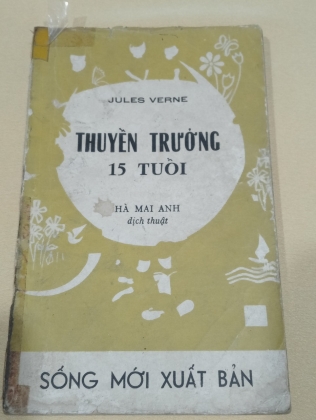 JULES VERNE
THUYỀN TRƯỞNG
15 TUỔI
HÀ MAI ANH
dịch thuật
SỐNG MỚI XUẤT BẢN